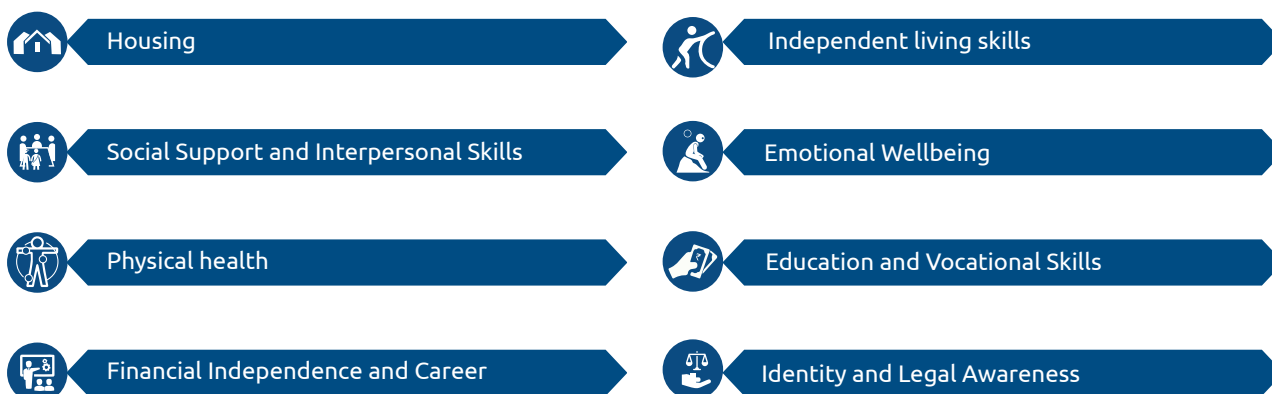 Housing
Independent living skills
Social Support and Interpersonal Skills
Emotional Wellbeing
Physical health
Education and Vocational Skills
Financial Independence and Career
Identity and Legal Awareness